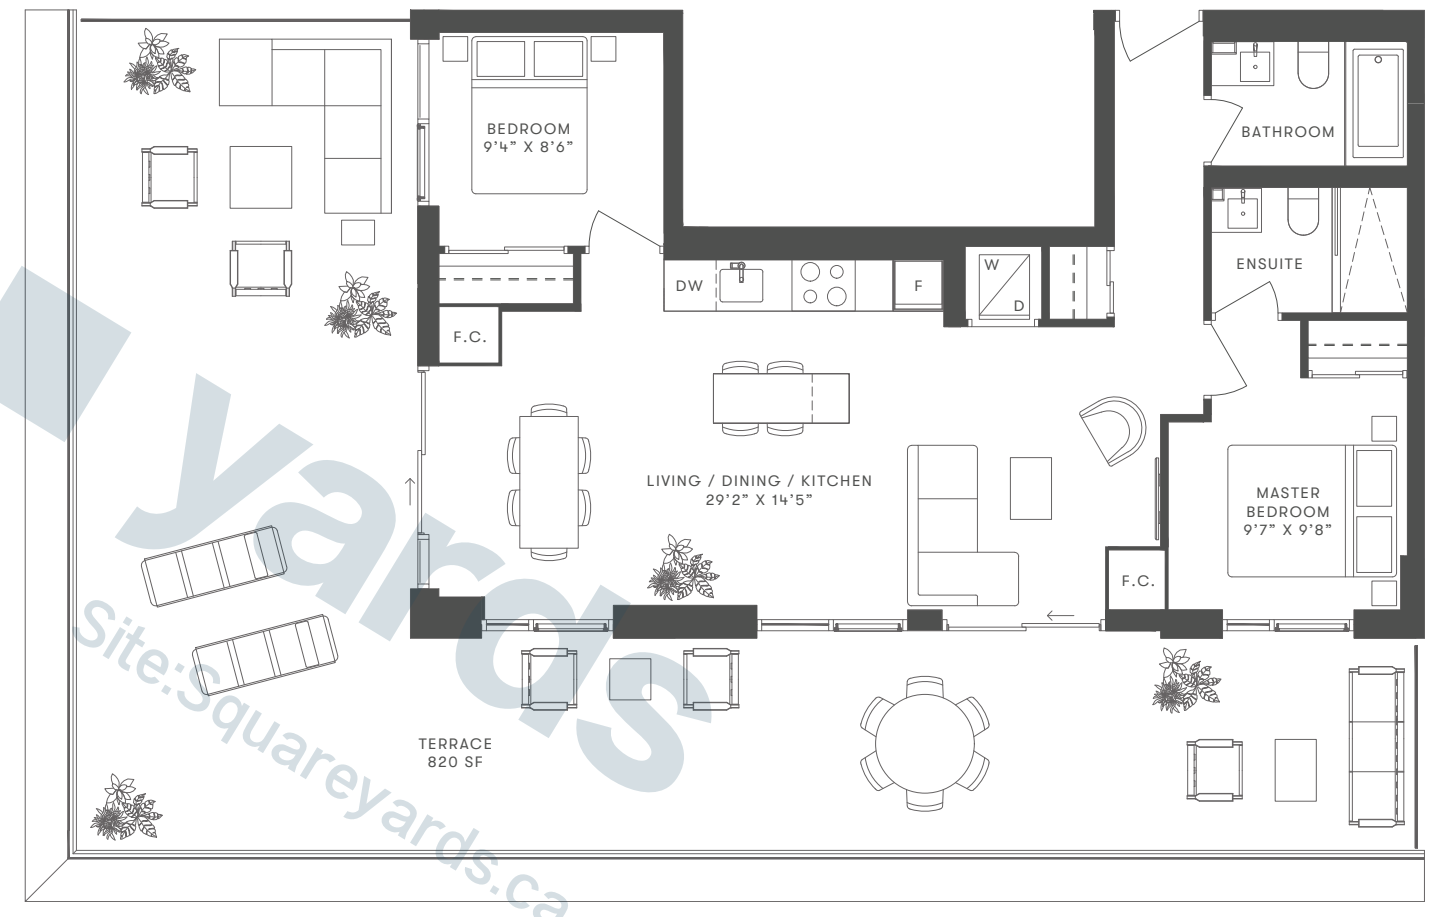 BEDROOM
9'4" X 8'6"
BATHROOM
ENSUITE
DW
F
W
D
F.C.
LIVING / DINING / KITCHEN
29'2" X 14'5"
MASTER
BEDROOM
9'7" X 9'8"
F.C.
TERRACE
820 SF
yards
Site:Squareyards.ca